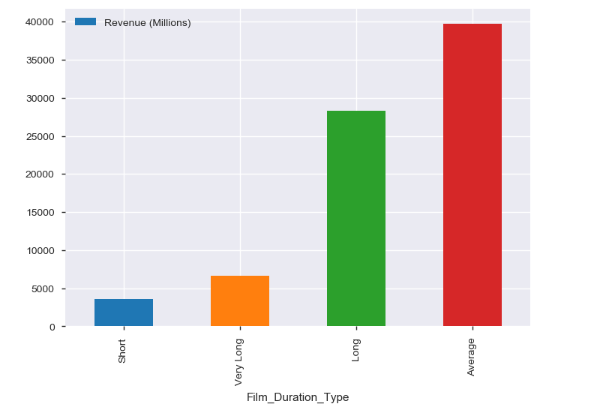 Revenue (Millions)
40000
35000
30000
25000
20000
15000
10000
5000
0
Short
Very Long
Long
Average
Film_Duration_Type